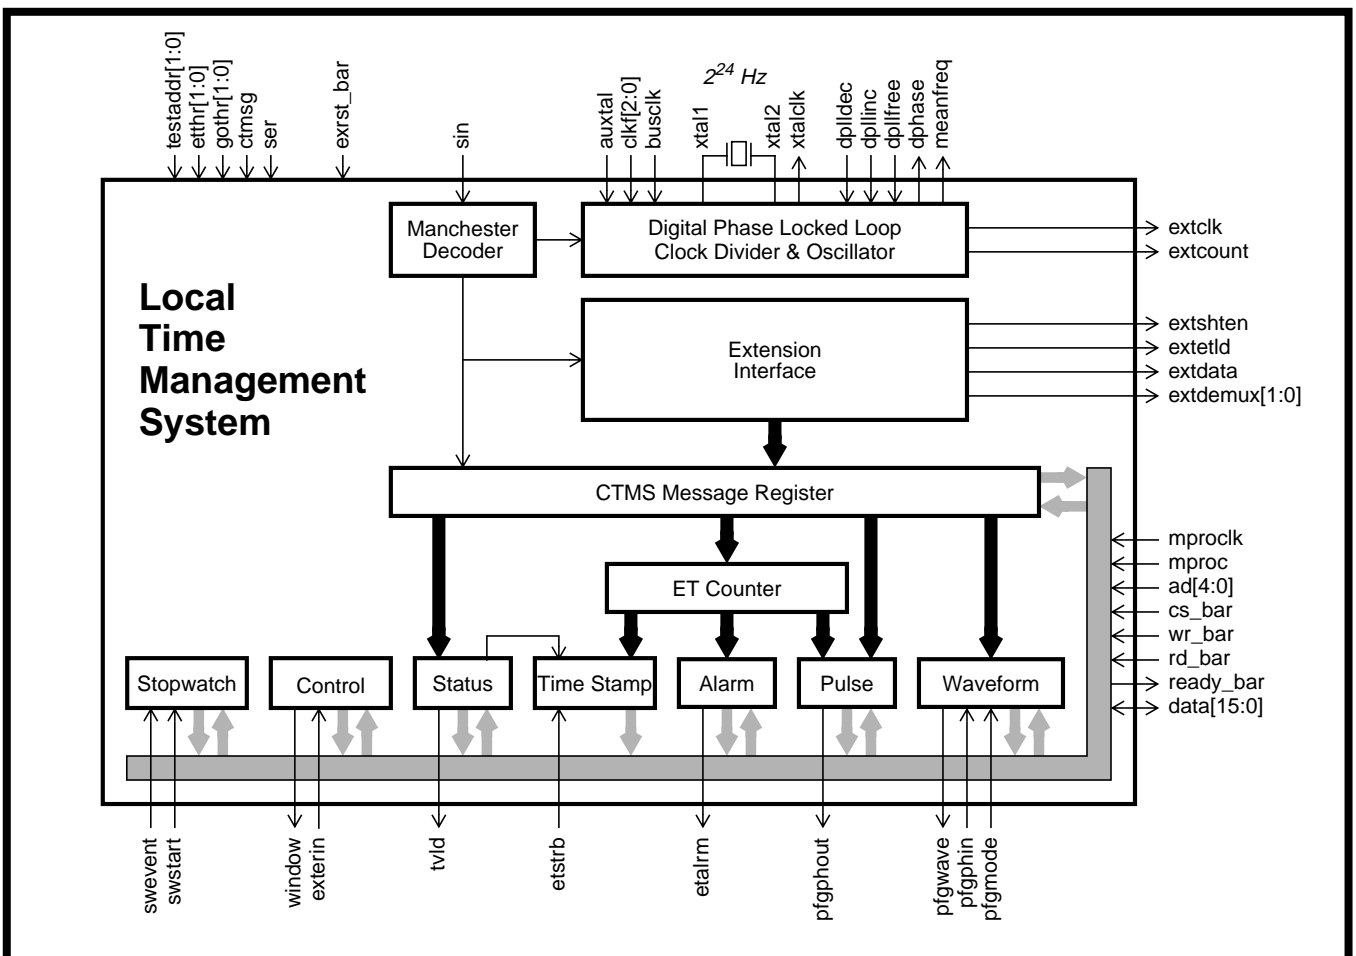 testaddr[1:0]
etthr[1:0]
gothr[1:0]
ctmsg
ser
exrst_bar
sin
auxtal
clkf[2:0]
busclk
xtal1
2^24 Hz
xtal2
xtalclk
dplldec
dpllinc
dpllfree
dphase
meanfreq
Manchester
Decoder
Digital Phase Locked Loop
Clock Divider & Oscillator
extclk
extcount
Local
Time
Management
System
Extension
Interface
extshten
extetld
extdata
extdemux[1:0]
CTMS Message Register
mproclk
mproc
ad[4:0]
cs_bar
wr_bar
rd_bar
ready_bar
data[15:0]
ET Counter
Stopwatch
Control
Status
Time Stamp
Alarm
Pulse
Waveform
swevent
swstart
window
exterin
tvld
etstrb
etalrm
pfgphout
pfgwave
pfgphin
pfgmode